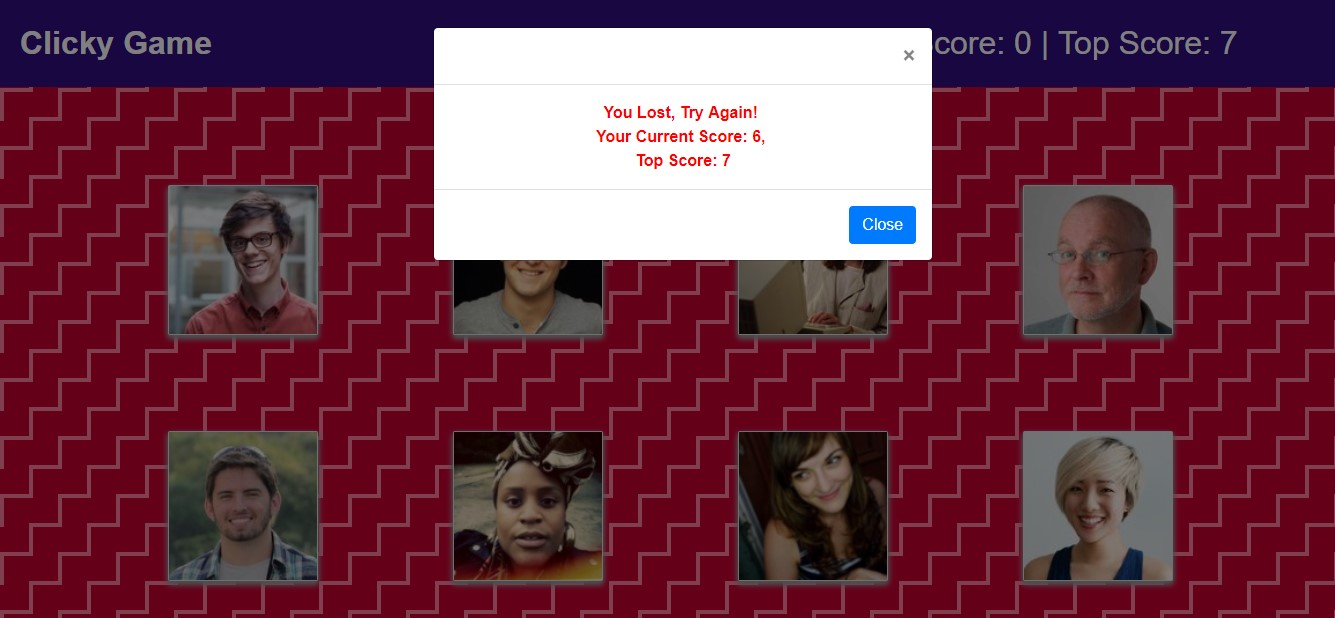 Clicky Game
core: 0 | Top Score: 7
×
You Lost, Try Again!
Your Current Score: 6,
Top Score: 7
Close